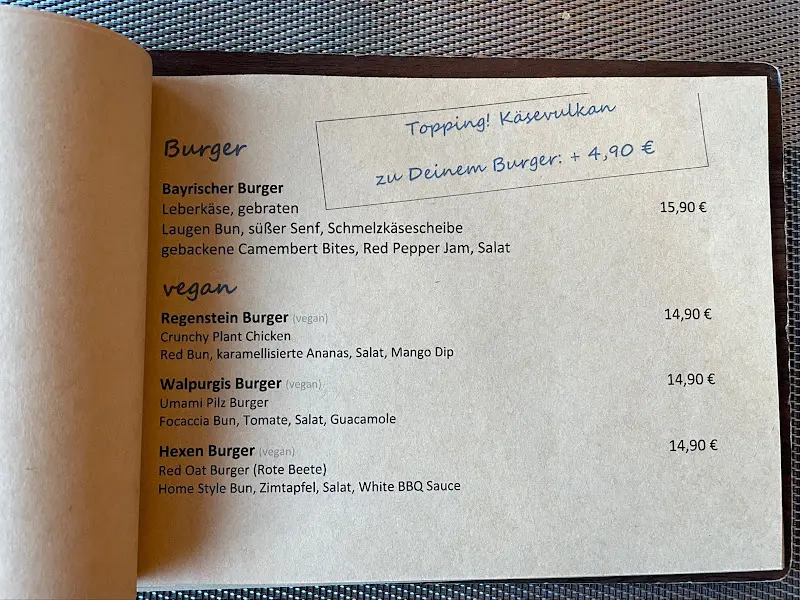 Topping! Käsevulkan
zu Deinem Burger: + 4,90 €
Burger
Bayrischer Burger
Leberkäse, gebraten 15,90 €
Laugen Bun, süßer Senf, Schmelzkäsescheibe
gebackene Camembert Bites, Red Pepper Jam, Salat
vegan
Regenstein Burger (vegan) 14,90 €
Crunchy Plant Chicken
Red Bun, karamellisierte Ananas, Salat, Mango Dip
Walpurgis Burger (vegan) 14,90 €
Umami Pilz Burger
Focaccia Bun, Tomate, Salat, Guacamole
Hexen Burger (vegan) 14,90 €
Red Oat Burger (Rote Beete)
Home Style Bun, Zimtapfel, Salat, White BBQ Sauce